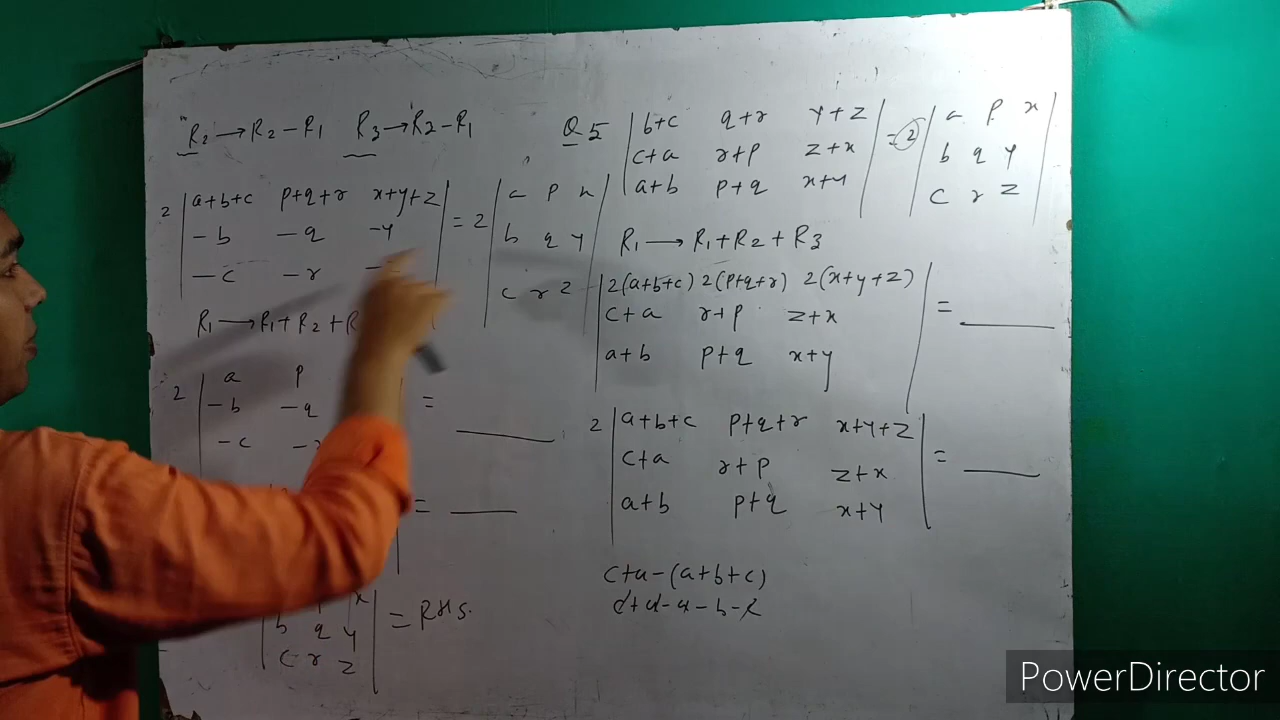 R2 → R2 - R1 R3 → R2 - R1
2 | a+b+c p+q+r x+y+z | = 2 | a p x |
| -b -q -y | | b q y |
| -c -r - | | c r z |
R1 → R1 + R2 + R
2 | a p
-b -q =
-c
=
x
b q y = RHS.
c r z
Q5 | b+c q+r y+z | = 2 | a p x |
| c+a r+p z+x | | b q y |
| a+b p+q x+y | | c r z |
R1 → R1 + R2 + R3
| 2(a+b+c) 2(p+q+r) 2(x+y+z) |
| c+a r+p z+x | =
| a+b p+q x+y |
2 | a+b+c p+q+r x+y+z |
| c+a r+p z+x | =
| a+b p+q x+y |
c+a-(a+b+c)
c+a-a-b-c
PowerDirector